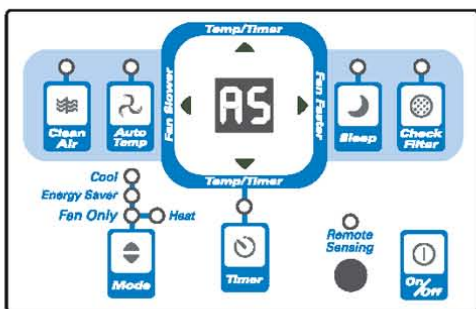 Temp/Timer
Fan Slower
AS
Fan Faster
Temp/Timer
Clean
Air
Auto
Temp
Sleep
Check
Filter
Cool
Energy Saver
Fan Only
Heat
Mode
Timer
Remote
Sensing
On/Off